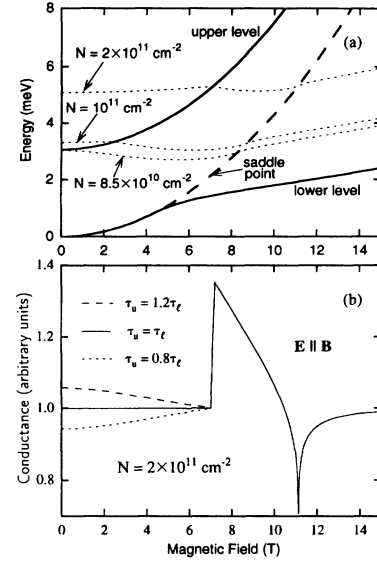 8
N = 2×10¹¹ cm⁻²
upper level
(a)
6
N = 10¹¹ cm⁻²
Energy (meV)
4
saddle
point
2
N = 8.5×10¹⁰ cm⁻²
lower level
0
0 2 4 6 8 10 12 14
1.4
(b)
τu = 1.2τℓ
τu = τℓ
E || B
τu = 0.8τℓ
1.2
Conductance (arbitrary units)
1.0
N = 2×10¹¹ cm⁻²
0.8
0 2 4 6 8 10 12 14
Magnetic Field (T)